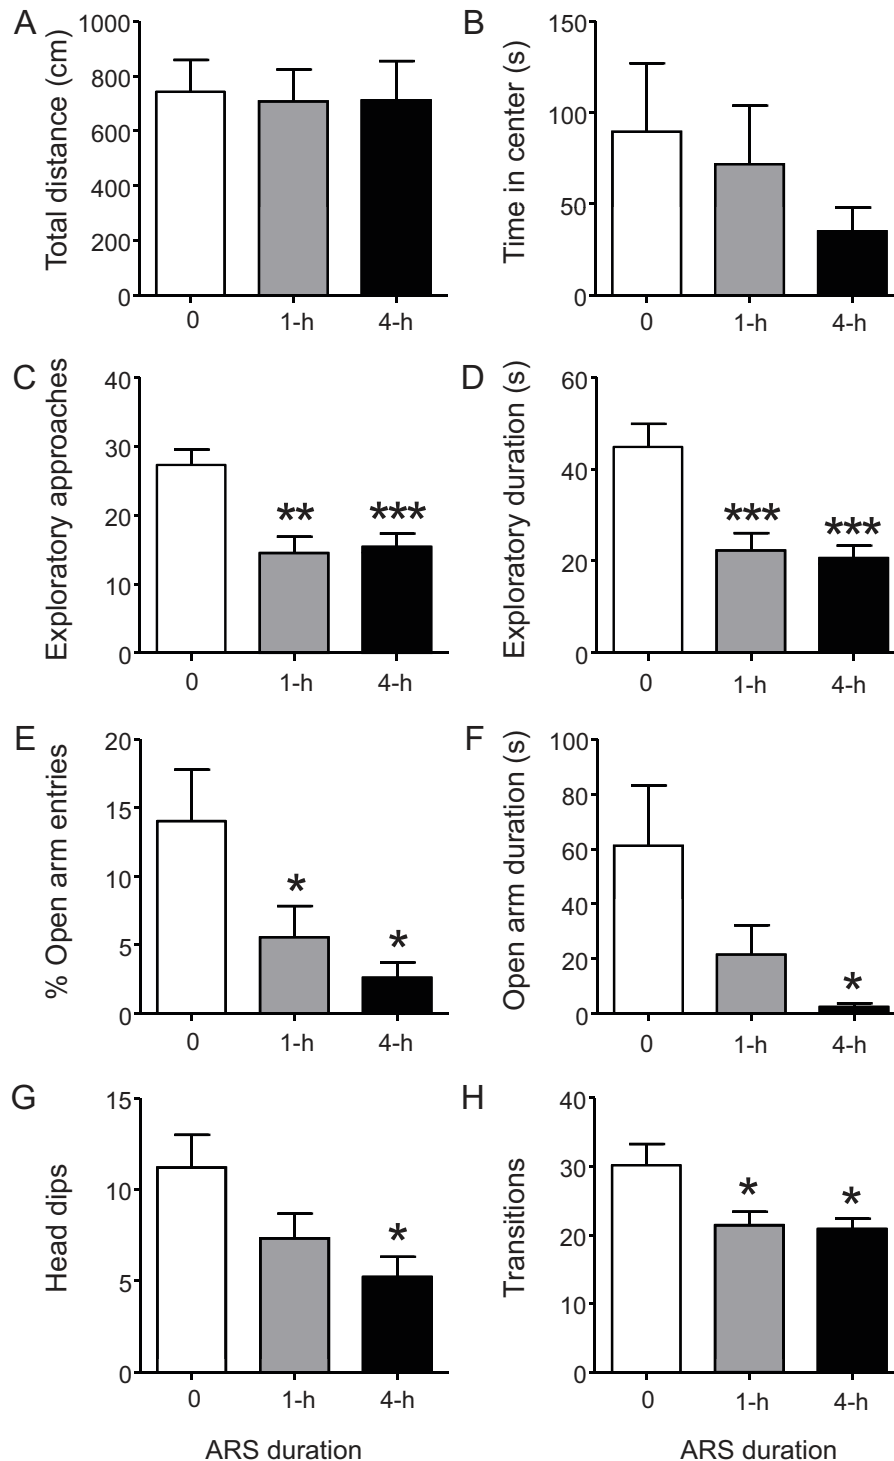 A
Total distance (cm)
1000
800
600
400
200
0
0 1-h 4-h
B
Time in center (s)
150
100
50
0
0 1-h 4-h
C
Exploratory approaches
40
30
20
10
0
** ***
0 1-h 4-h
D
Exploratory duration (s)
60
40
20
0
*** ***
0 1-h 4-h
E
% Open arm entries
20
15
10
5
0
* *
0 1-h 4-h
F
Open arm duration (s)
100
80
60
40
20
0
*
0 1-h 4-h
G
Head dips
15
10
5
0
*
0 1-h 4-h
ARS duration
H
Transitions
40
30
20
10
0
* *
0 1-h 4-h
ARS duration